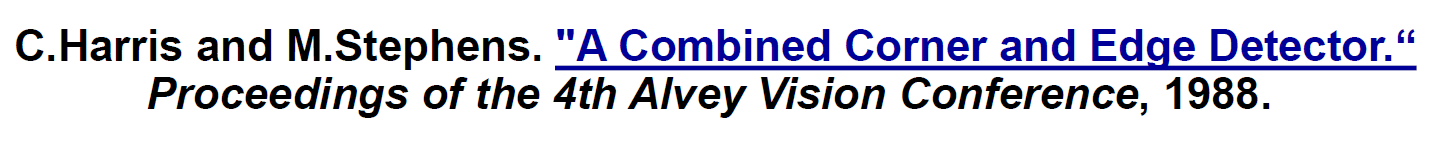 C.Harris and M.Stephens. "A Combined Corner and Edge Detector.“
Proceedings of the 4th Alvey Vision Conference, 1988.